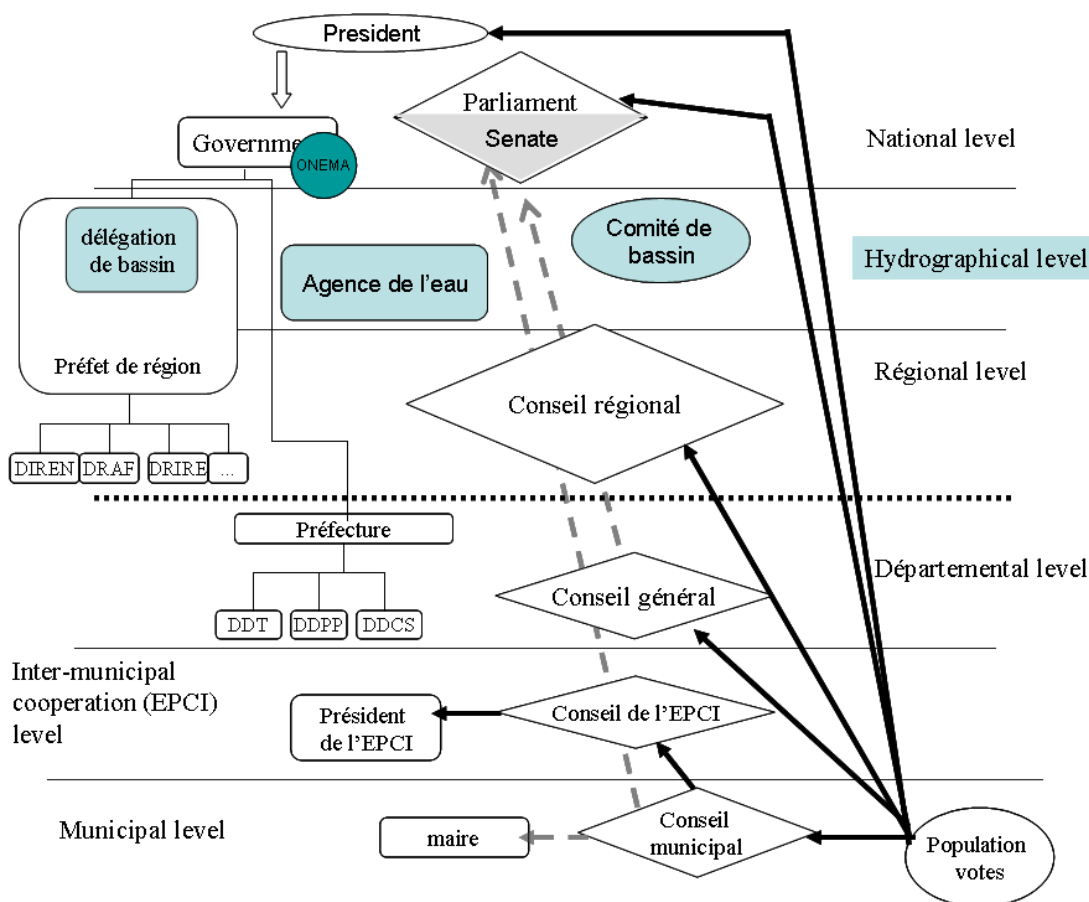 President
Parliament
Senate
Governme
ONEMA
National level
délégation
de bassin
Agence de l'eau
Comité de
bassin
Hydrographical level
Préfet de région
Conseil régional
Régional level
DIREN
DRAF
DRIRE
...
Préfecture
Conseil général
Départemental level
DDT
DDPP
DDCS
Inter-municipal
cooperation (EPCI)
level
Président
de l'EPCI
Conseil de l'EPCI
Municipal level
maire
Conseil
municipal
Population
votes